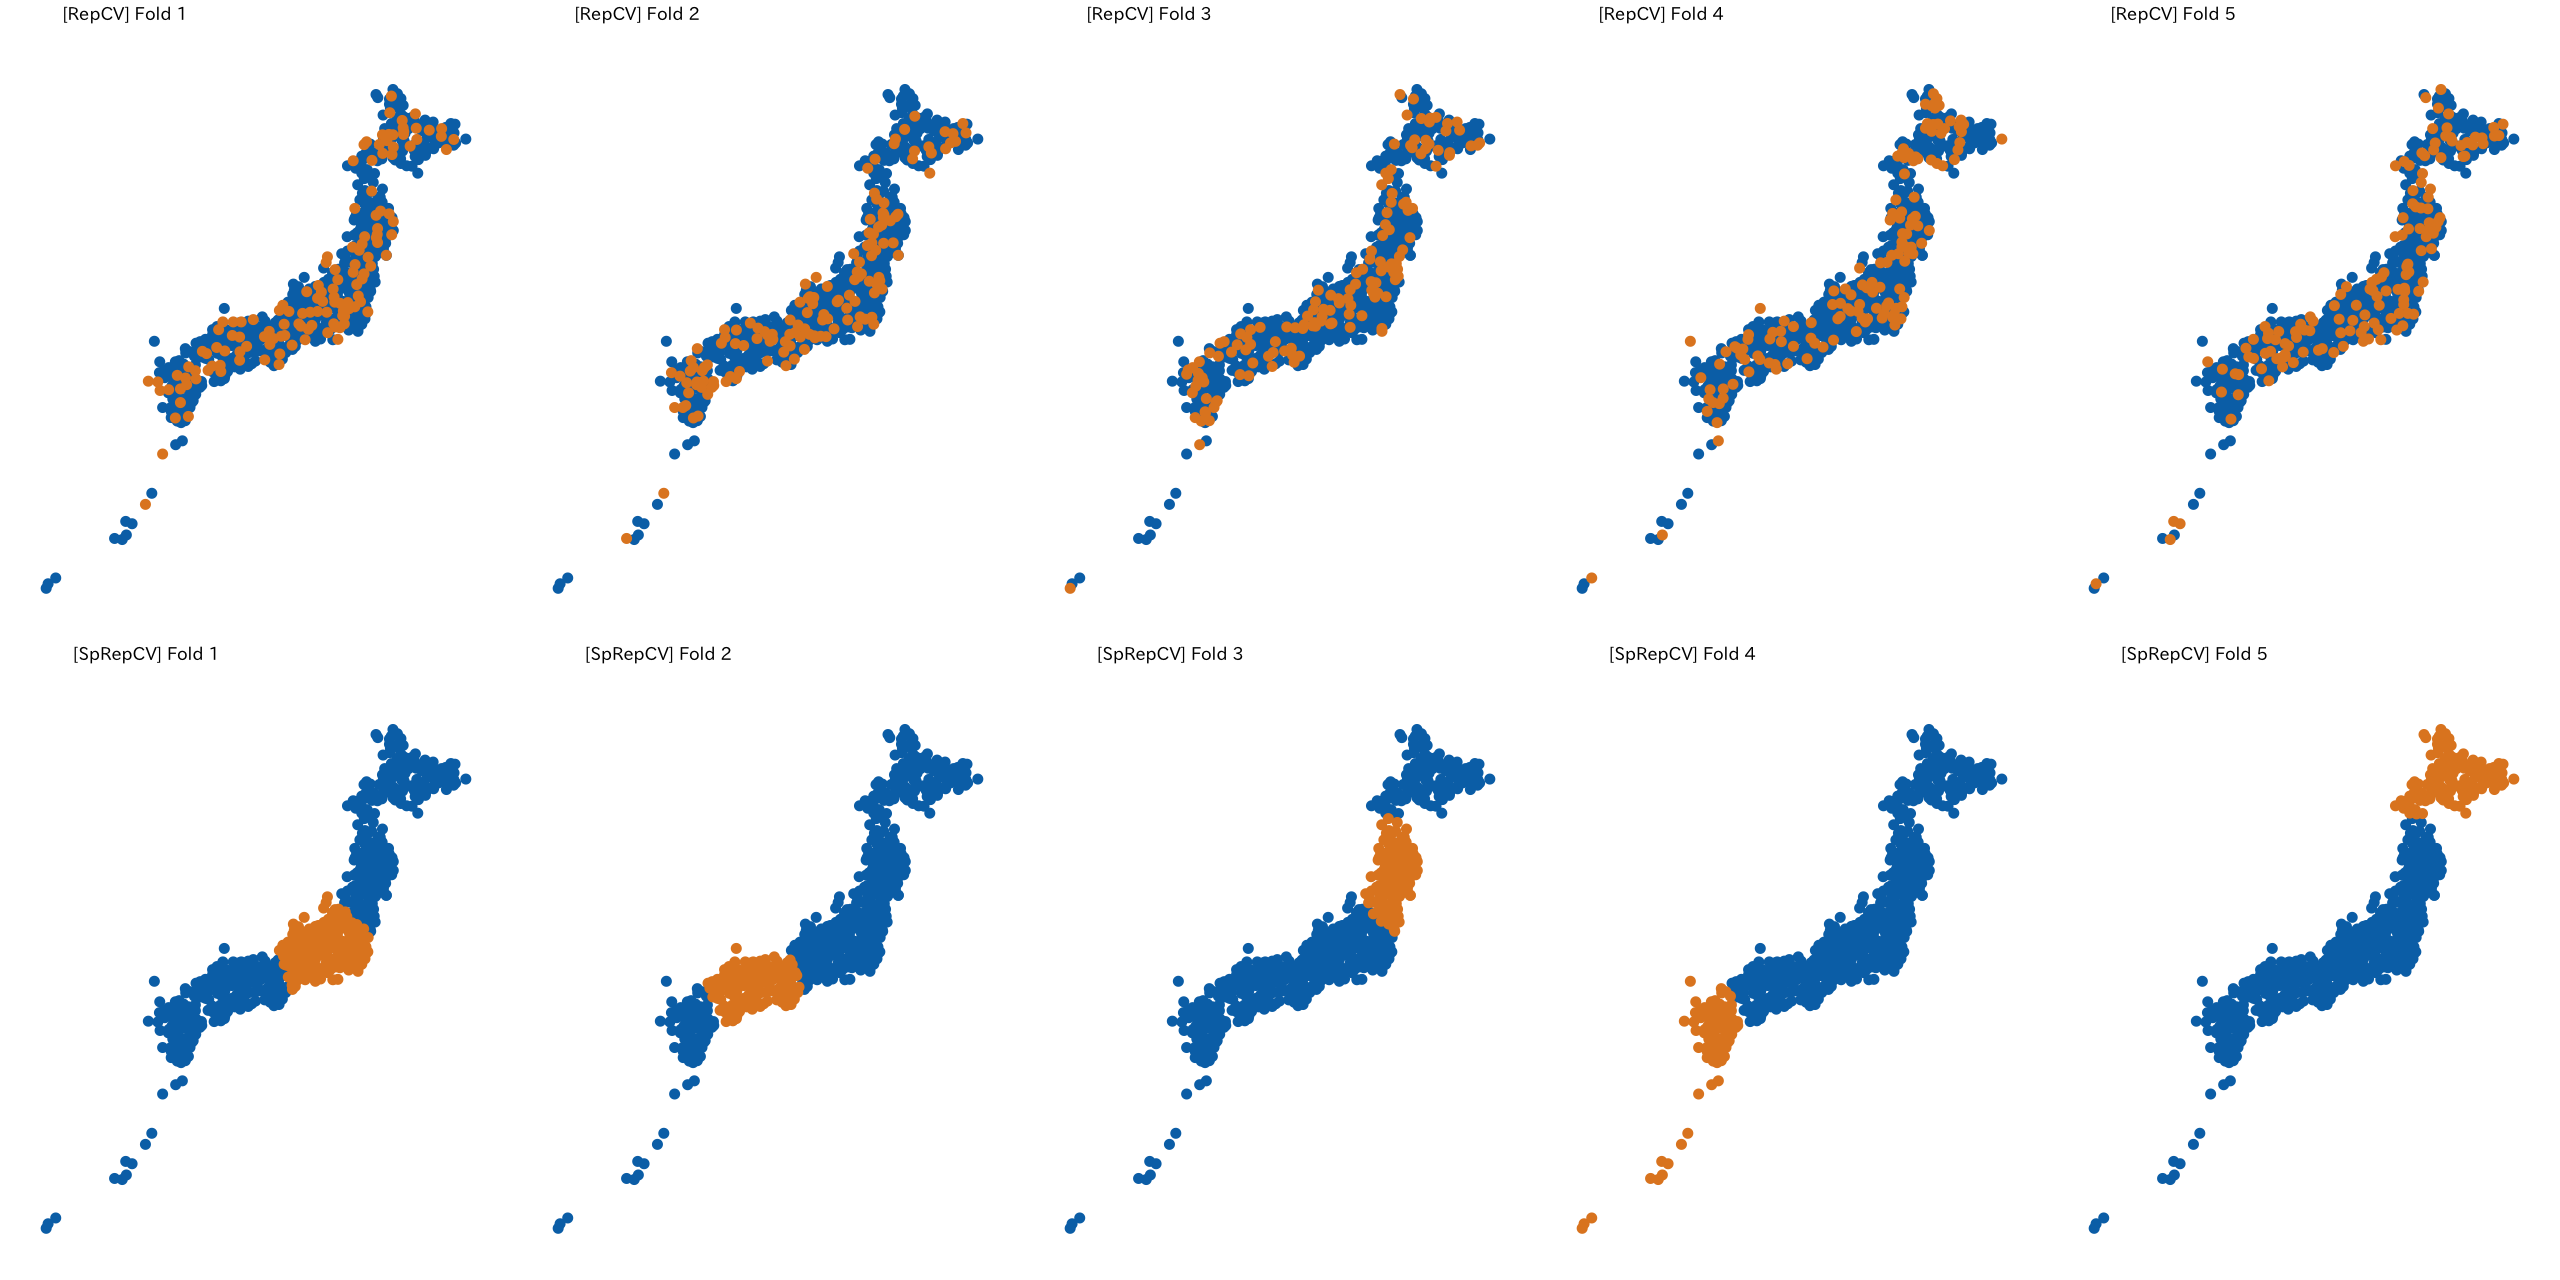 [RepCV] Fold 1
[RepCV] Fold 2
[RepCV] Fold 3
[RepCV] Fold 4
[RepCV] Fold 5
[SpRepCV] Fold 1
[SpRepCV] Fold 2
[SpRepCV] Fold 3
[SpRepCV] Fold 4
[SpRepCV] Fold 5